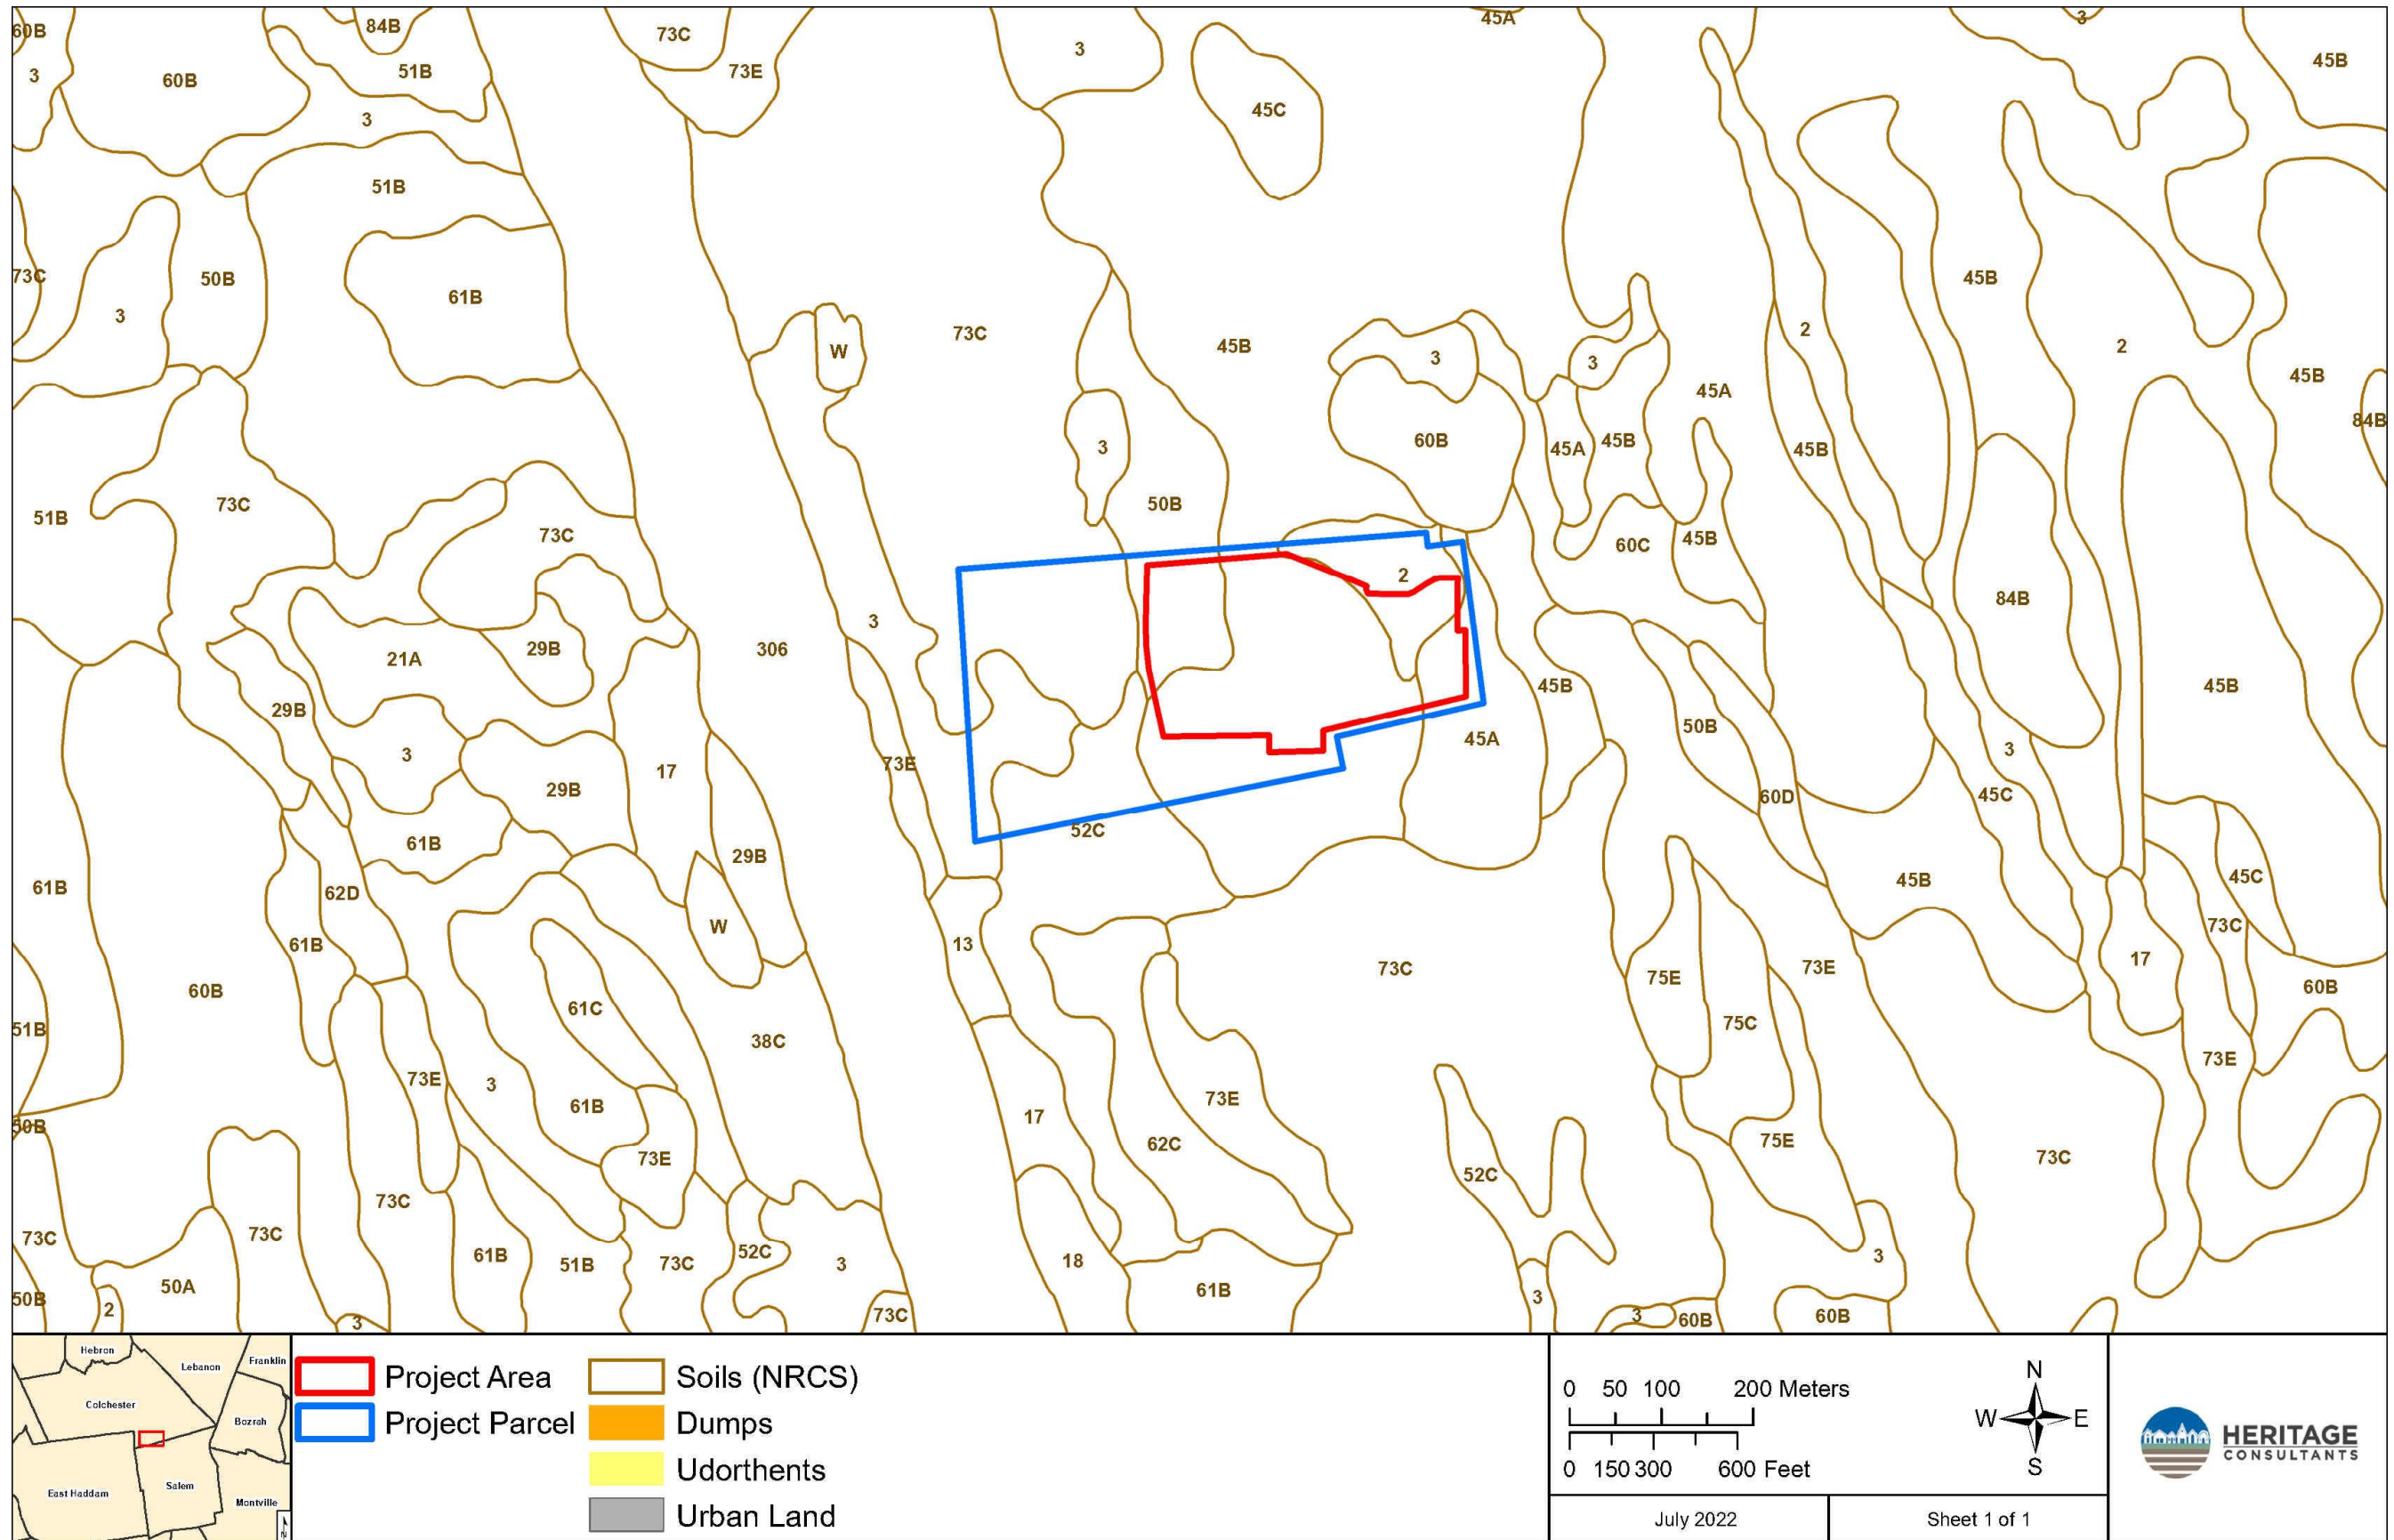 60B
84B
73C
3
45A
3
3
60B
51B
73E
45C
45B
3
51B
73C
3
50B
61B
W
73C
45B
3
3
2
45B
2
45B
84B
45A
3
60B
45A
45B
45B
51B
73C
73C
50B
60C
45B
2
84B
3
306
21A
29B
29B
3
29B
17
73E
45A
45B
50B
60D
3
45C
45B
61B
52C
61B
62D
61B
29B
W
13
45B
45C
73C
17
60B
60B
61C
38C
73C
75E
75C
73E
51B
73E
3
61B
73E
17
62C
73E
75E
73C
73E
50B
73C
52C
73C
50A
73C
61B
51B
73C
52C
3
18
61B
3
50B
2
3
73C
3
3
60B
60B
Hebron
Lebanon
Franklin
Colchester
Bozrah
East Haddam
Salem
Montville
N
Project Area
Project Parcel
Soils (NRCS)
Dumps
Udorthents
Urban Land
0 50 100 200 Meters
0 150 300 600 Feet
N
W E
S
July 2022
Sheet 1 of 1
HERITAGE
CONSULTANTS